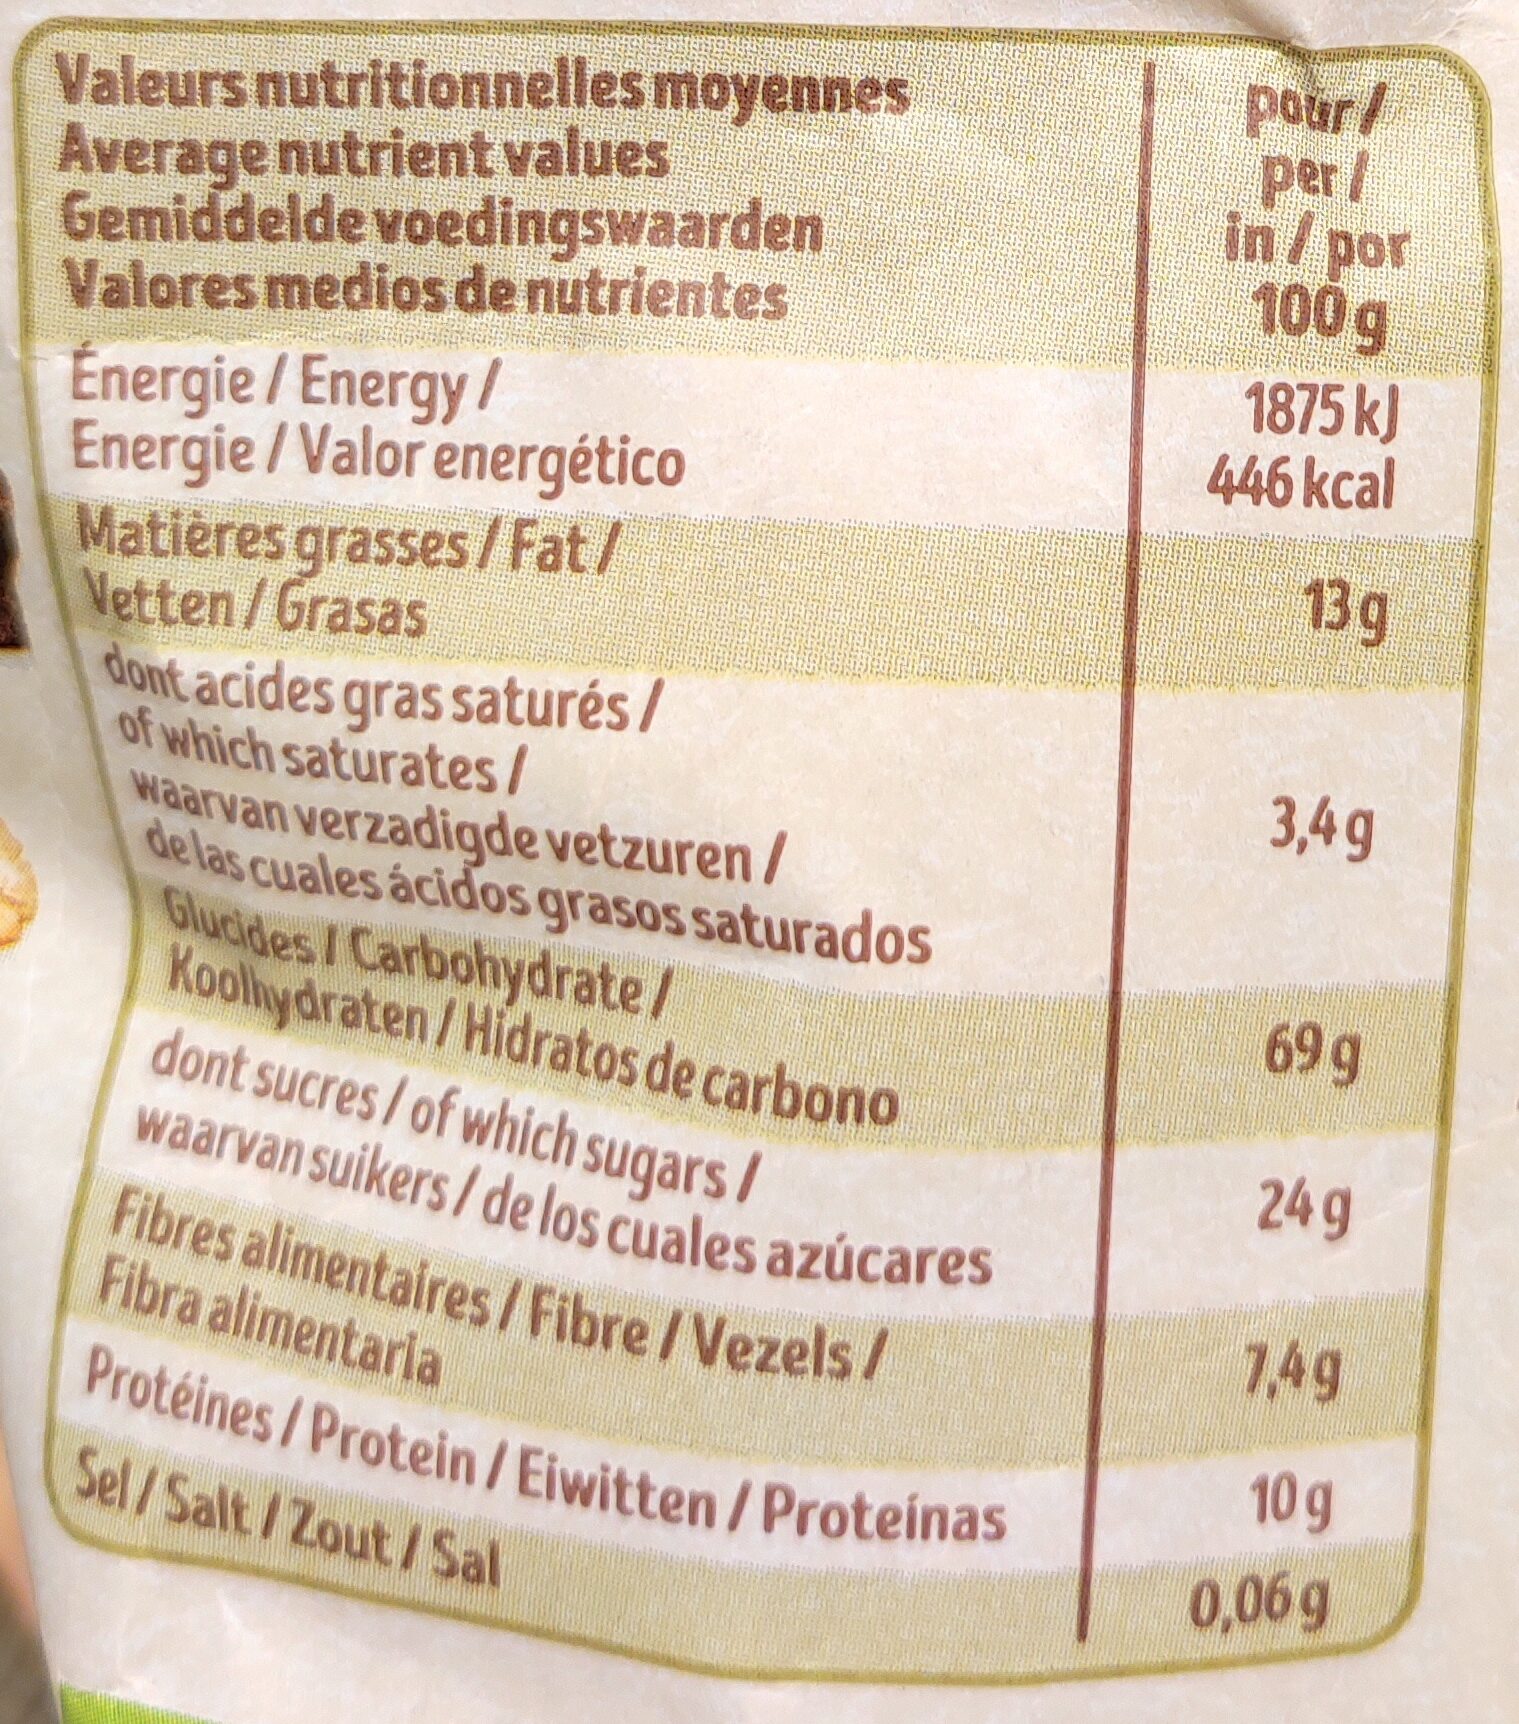 Valeurs nutritionnelles moyennes
Average nutrient values
Gemiddelde voedingswaarden
Valores medios de nutrientes
pour /
per /
in / por
100 g
Énergie / Energy /
Energie / Valor energético
1875 kJ
446 kcal
Matières grasses / Fat /
Vetten / Grasas
13 g
dont acides gras saturés /
of which saturates /
waarvan verzadigde vetzuren /
de las cuales ácidos grasos saturados
3,4 g
Glucides / Carbohydrate /
Koolhydraten / Hidratos de carbono
69 g
dont sucres / of which sugars /
waarvan suikers / de los cuales azúcares
24 g
Fibres alimentaires / Fibre / Vezels /
Fibra alimentaria
7,4 g
Protéines / Protein / Eiwitten / Proteínas
10 g
Sel / Salt / Zout / Sal
0,06 g